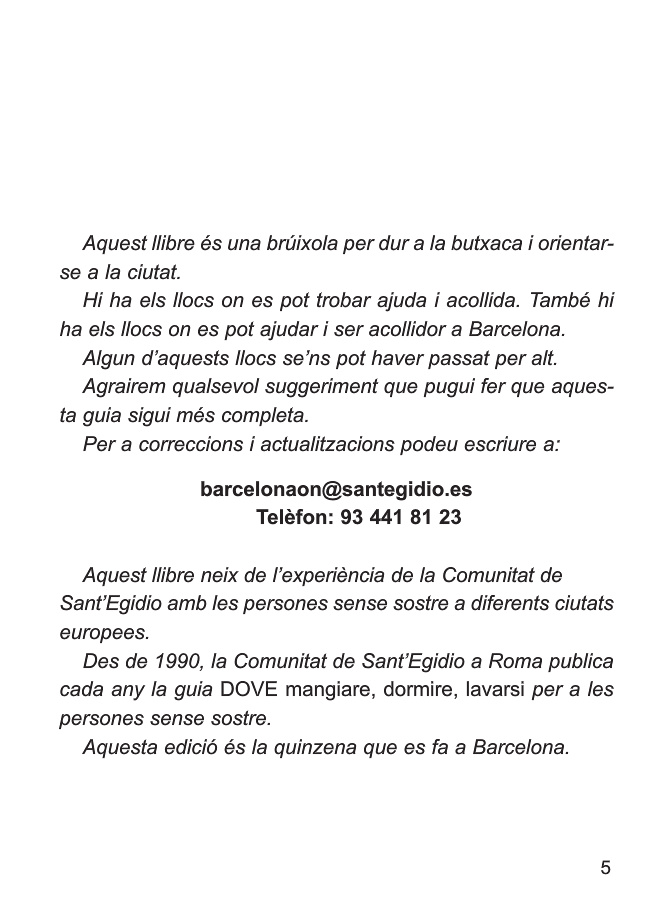 Aquest llibre és una brúixola per dur a la butxaca i orientar-
se a la ciutat.
Hi ha els llocs on es pot trobar ajuda i acollida. També hi
ha els llocs on es pot ajudar i ser acollidor a Barcelona.
Algun d’aquests llocs se’ns pot haver passat per alt.
Agrairem qualsevol suggeriment que pugui fer que aques-
ta guia sigui més completa.
Per a correccions i actualitzacions podeu escriure a:
barcelonaon@santegidio.es
Telèfon: 93 441 81 23
Aquest llibre neix de l’experiència de la Comunitat de
Sant’Egidio amb les persones sense sostre a diferents ciutats
europees.
Des de 1990, la Comunitat de Sant’Egidio a Roma publica
cada any la guia DOVE mangiare, dormire, lavarsi per a les
persones sense sostre.
Aquesta edició és la quinzena que es fa a Barcelona.
5